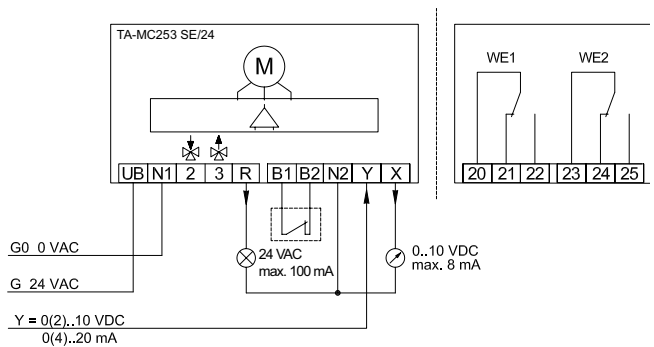 TA-MC253 SE/24
M
WE1
WE2
UB N1 2 3 R B1 B2 N2 Y X
20 21 22 23 24 25
G0 0 VAC
24 VAC
max. 100 mA
0..10 VDC
max. 8 mA
G 24 VAC
Y = 0(2)..10 VDC
0(4)..20 mA